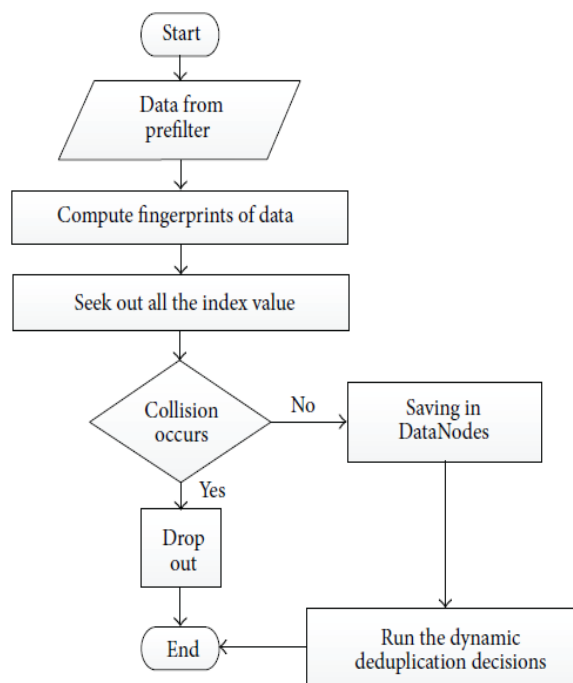 Start
Data from
prefilter
Compute fingerprints of data
Seek out all the index value
Collision
occurs
No
Saving in
DataNodes
Yes
Drop
out
End
Run the dynamic
deduplication decisions